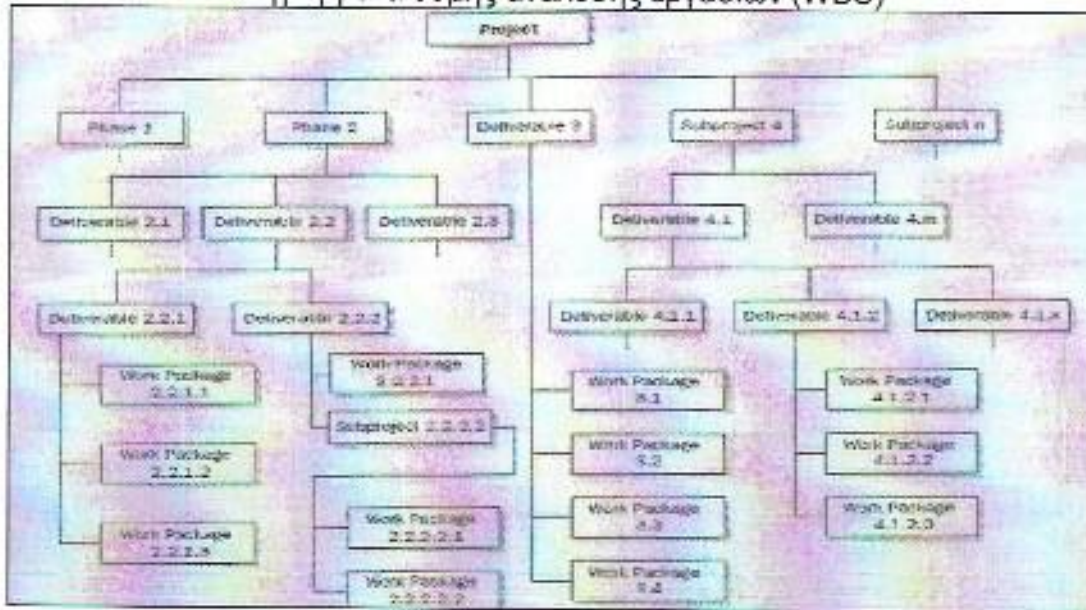 ανάλυσης εργασιών (WBS)
Project
Phase 1
Phase 2
Deliverable 3
Subproject 4
Subproject n
Deliverable 2.1
Deliverable 2.2
Deliverable 2.3
Deliverable 4.1
Deliverable 4.m
Deliverable 2.2.1
Deliverable 2.2.2
Deliverable 4.1.1
Deliverable 4.1.2
Deliverable 4.1.x
Work Package
2.2.1.1
Work Package
2.2.2.1
Work Package
3.1
Work Package
4.1.2.1
Subproject 2.2.2.2
Work Package
2.2.1.2
Work Package
3.2
Work Package
4.1.2.2
Work Package
2.2.1.3
Work Package
2.2.2.2.1
Work Package
3.3
Work Package
4.1.2.3
Work Package
2.2.2.2.2
Work Package
3.4